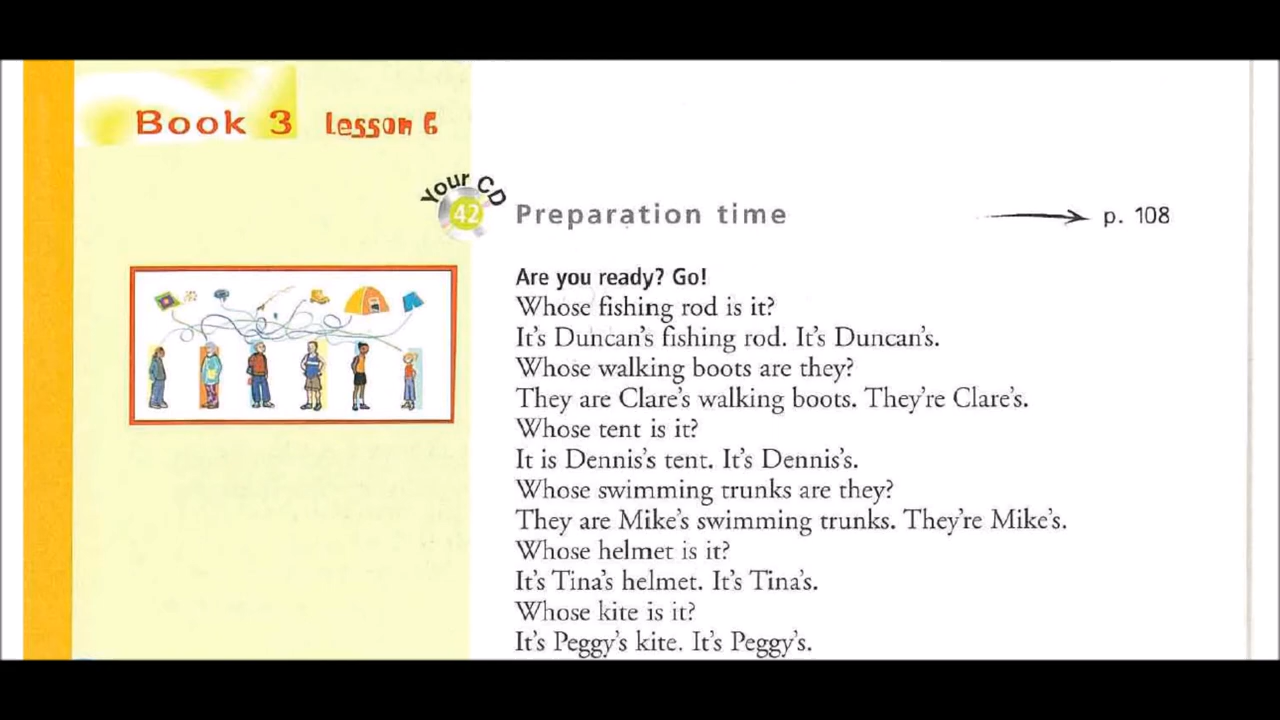 Book 3 Lesson 6
Your CD
42
Preparation time
p. 108
Are you ready? Go!
Whose fishing rod is it?
It's Duncan's fishing rod. It's Duncan's.
Whose walking boots are they?
They are Clare's walking boots. They're Clare's.
Whose tent is it?
It is Dennis's tent. It's Dennis's.
Whose swimming trunks are they?
They are Mike's swimming trunks. They're Mike's.
Whose helmet is it?
It's Tina's helmet. It's Tina's.
Whose kite is it?
It's Peggy's kite. It's Peggy's.